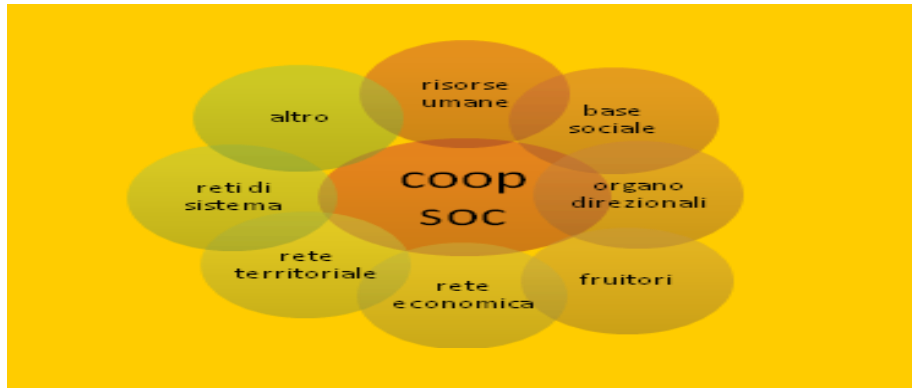 risorse
umane
base
sociale
organo
direzionali
fruitori
rete
economica
rete
territoriale
reti di
sistema
altro
coop
soc